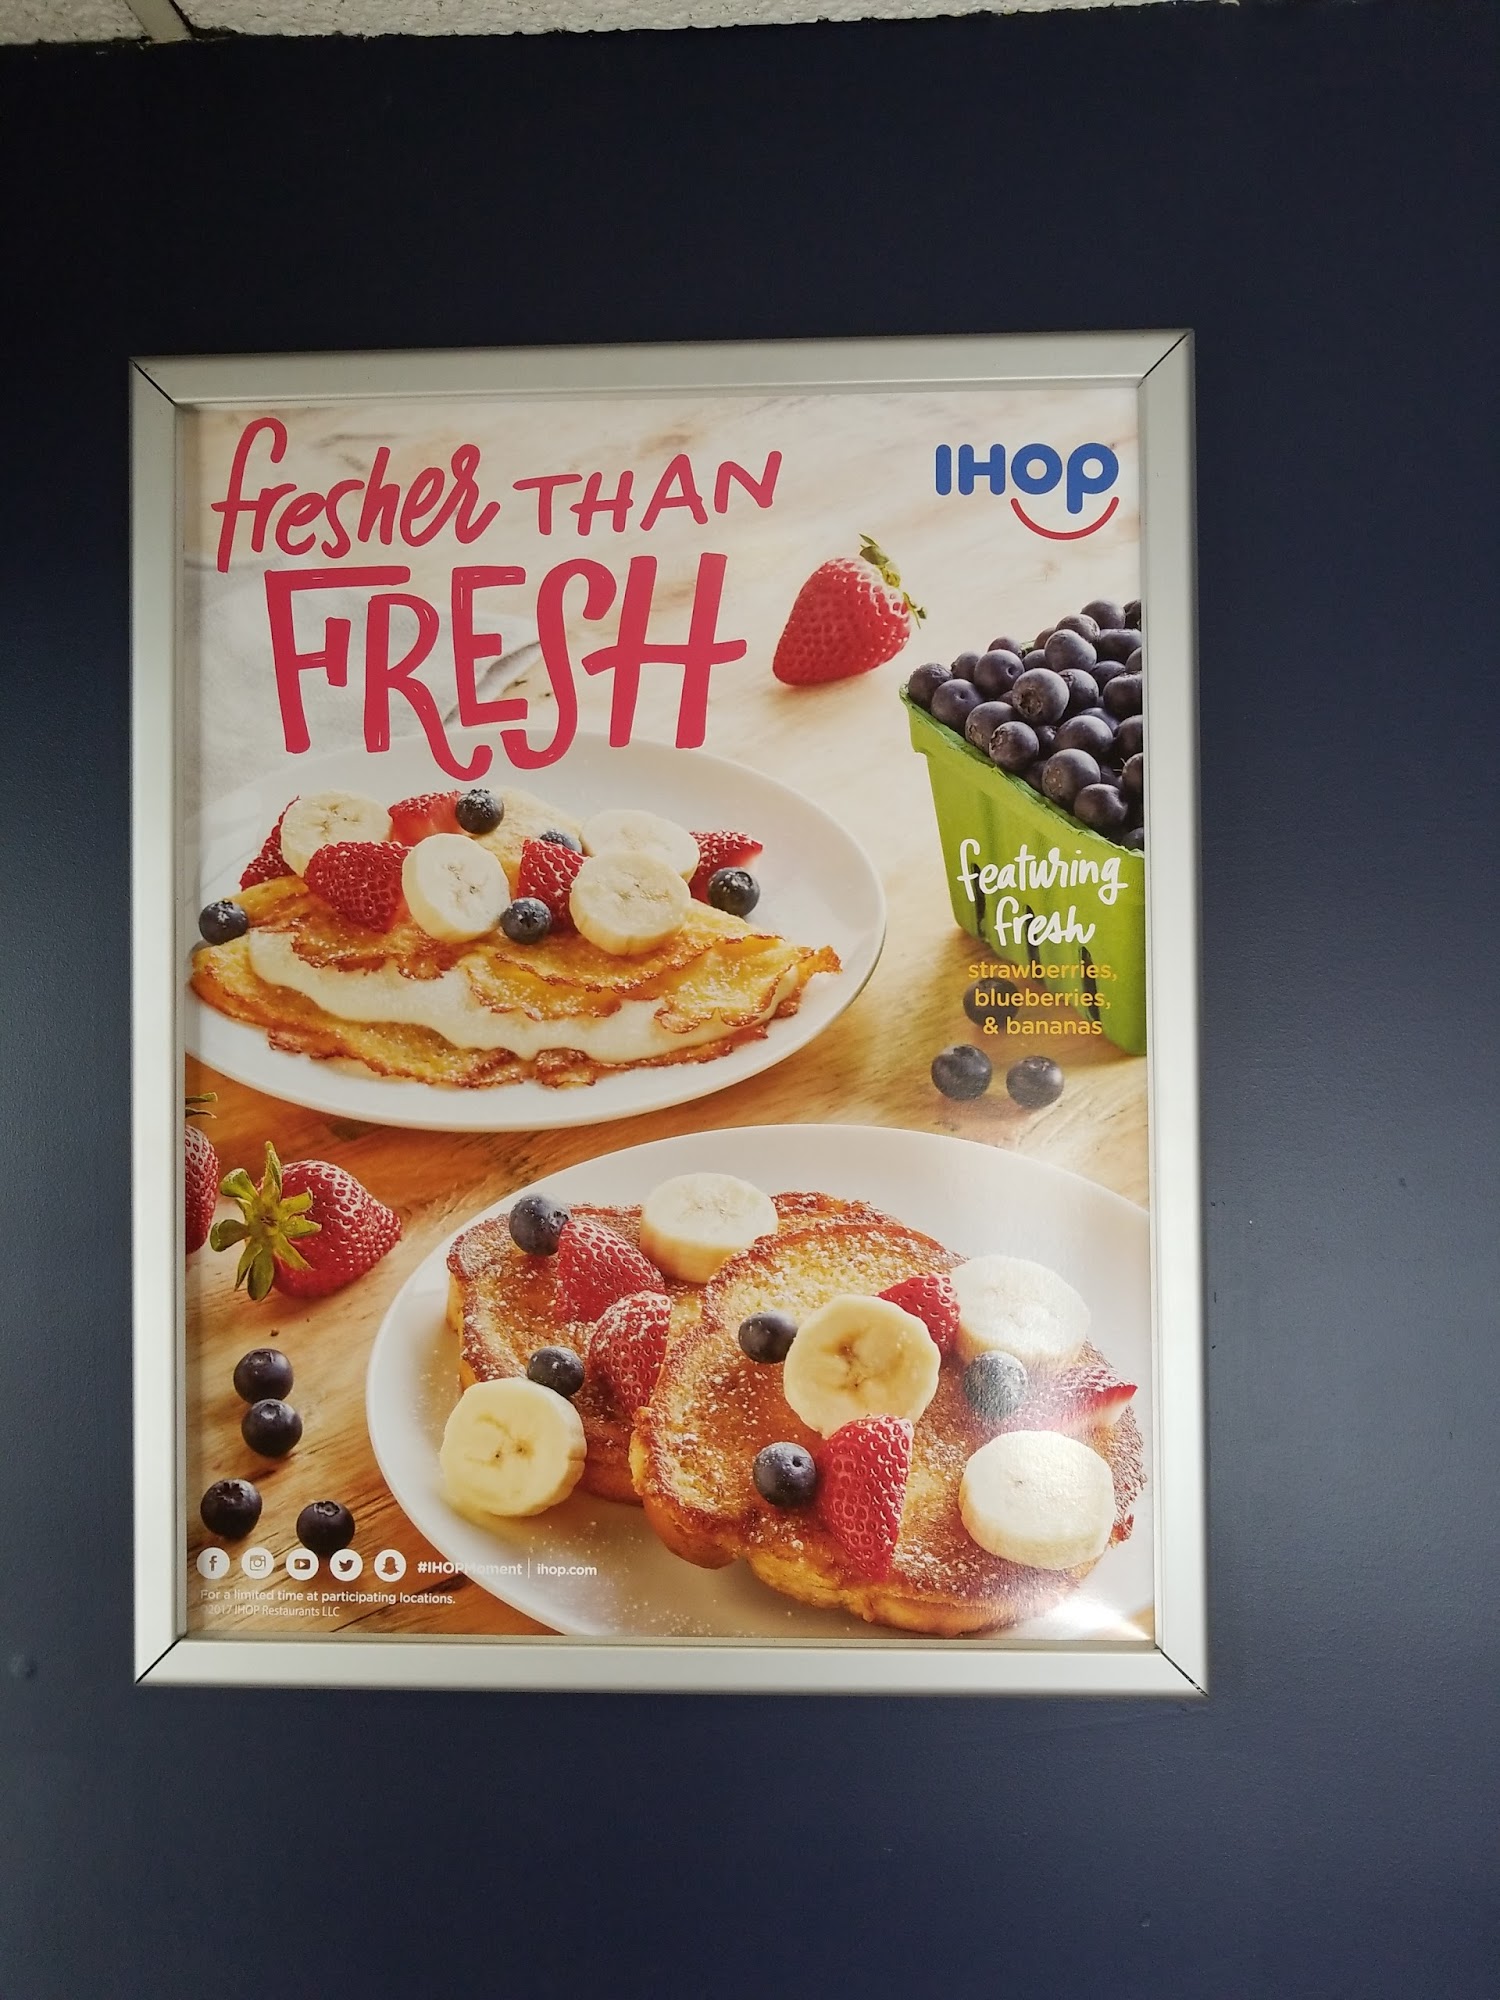 fresher THAN
FRESH
IHOP
featuring
fresh
strawberries,
blueberries,
& bananas
#IHOPMoment | ihop.com
For a limited time at participating locations.
©2017 IHOP Restaurants LLC